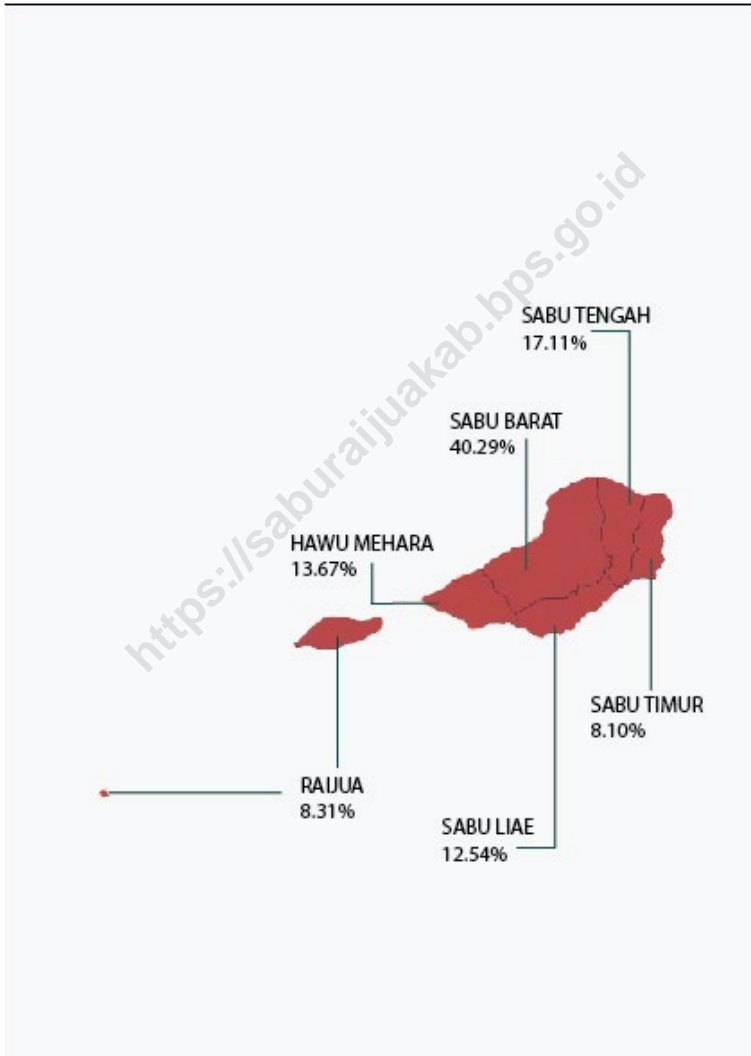 https://saburaijuakab.bps.go.id
SABU TENGAH
17.11%
SABU BARAT
40.29%
HAWU MEHARA
13.67%
SABU TIMUR
8.10%
RAIJUA
8.31%
SABU LIAE
12.54%